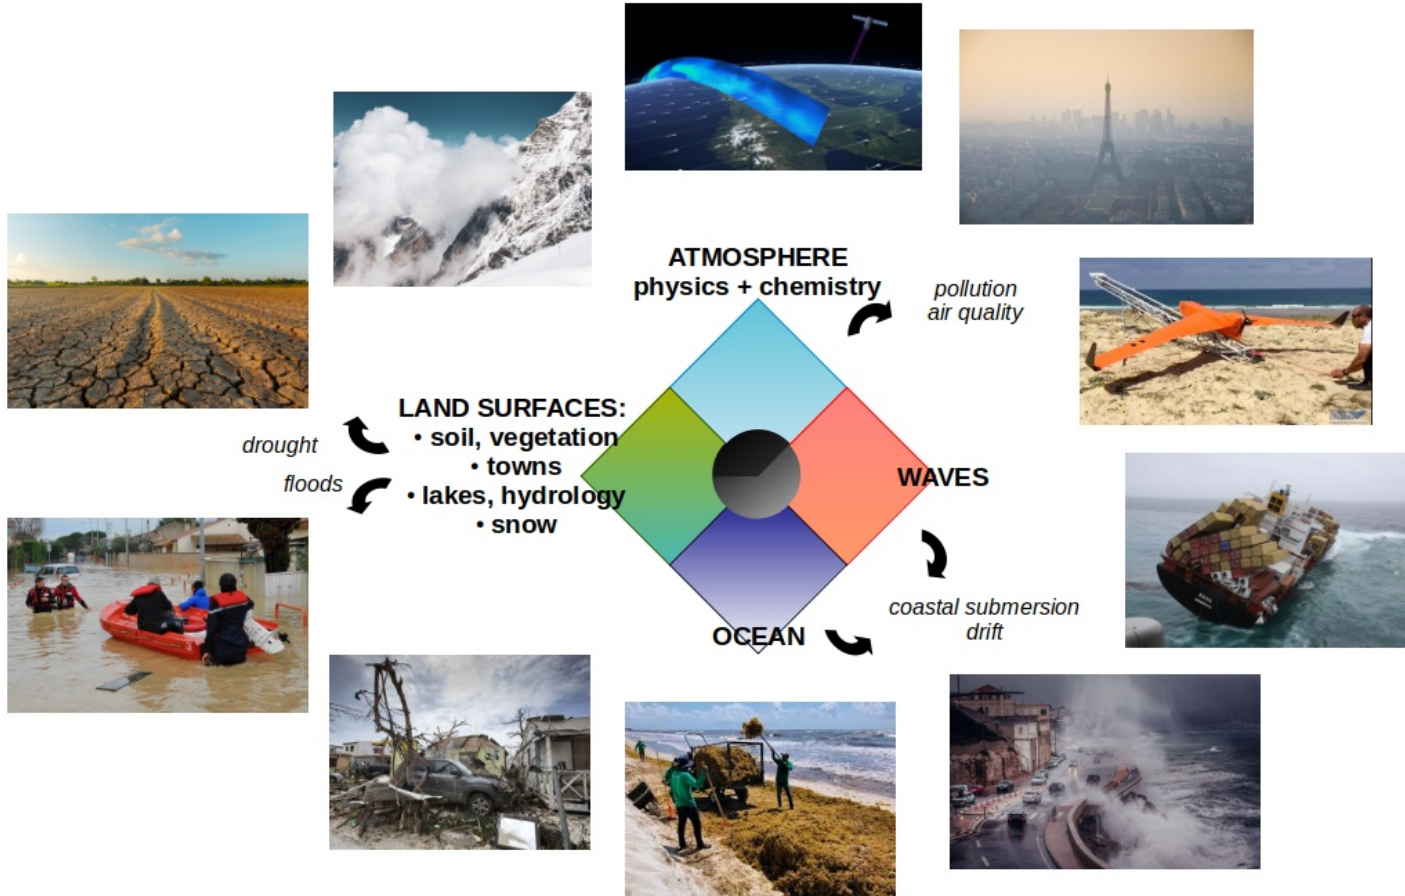 ATMOSPHERE
physics + chemistry
pollution
air quality
LAND SURFACES:
• soil, vegetation
• towns
• lakes, hydrology
• snow
drought
floods
WAVES
coastal submersion
drift
OCEAN